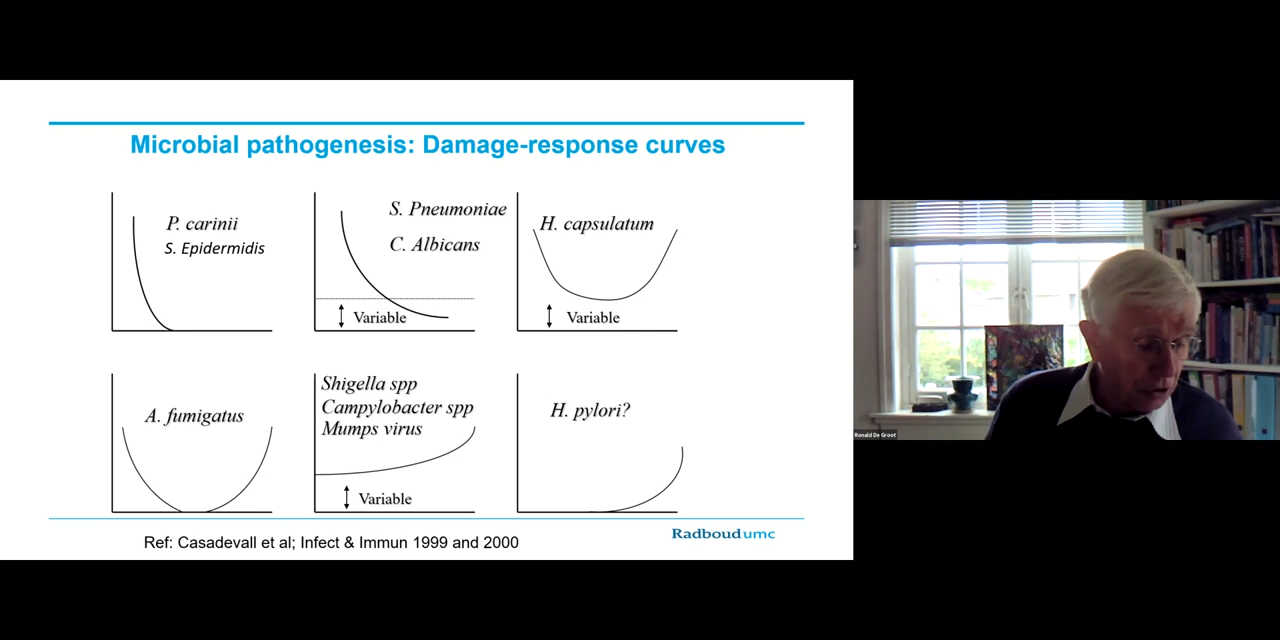 Microbial pathogenesis: Damage-response curves
P. carinii
S. Epidermidis
S. Pneumoniae
C. Albicans
Variable
H. capsulatum
Variable
A. fumigatus
Shigella spp
Campylobacter spp
Mumps virus
Variable
H. pylori?
Radboudumc
Ref: Casadevall et al; Infect & Immun 1999 and 2000
Ronald De Groot